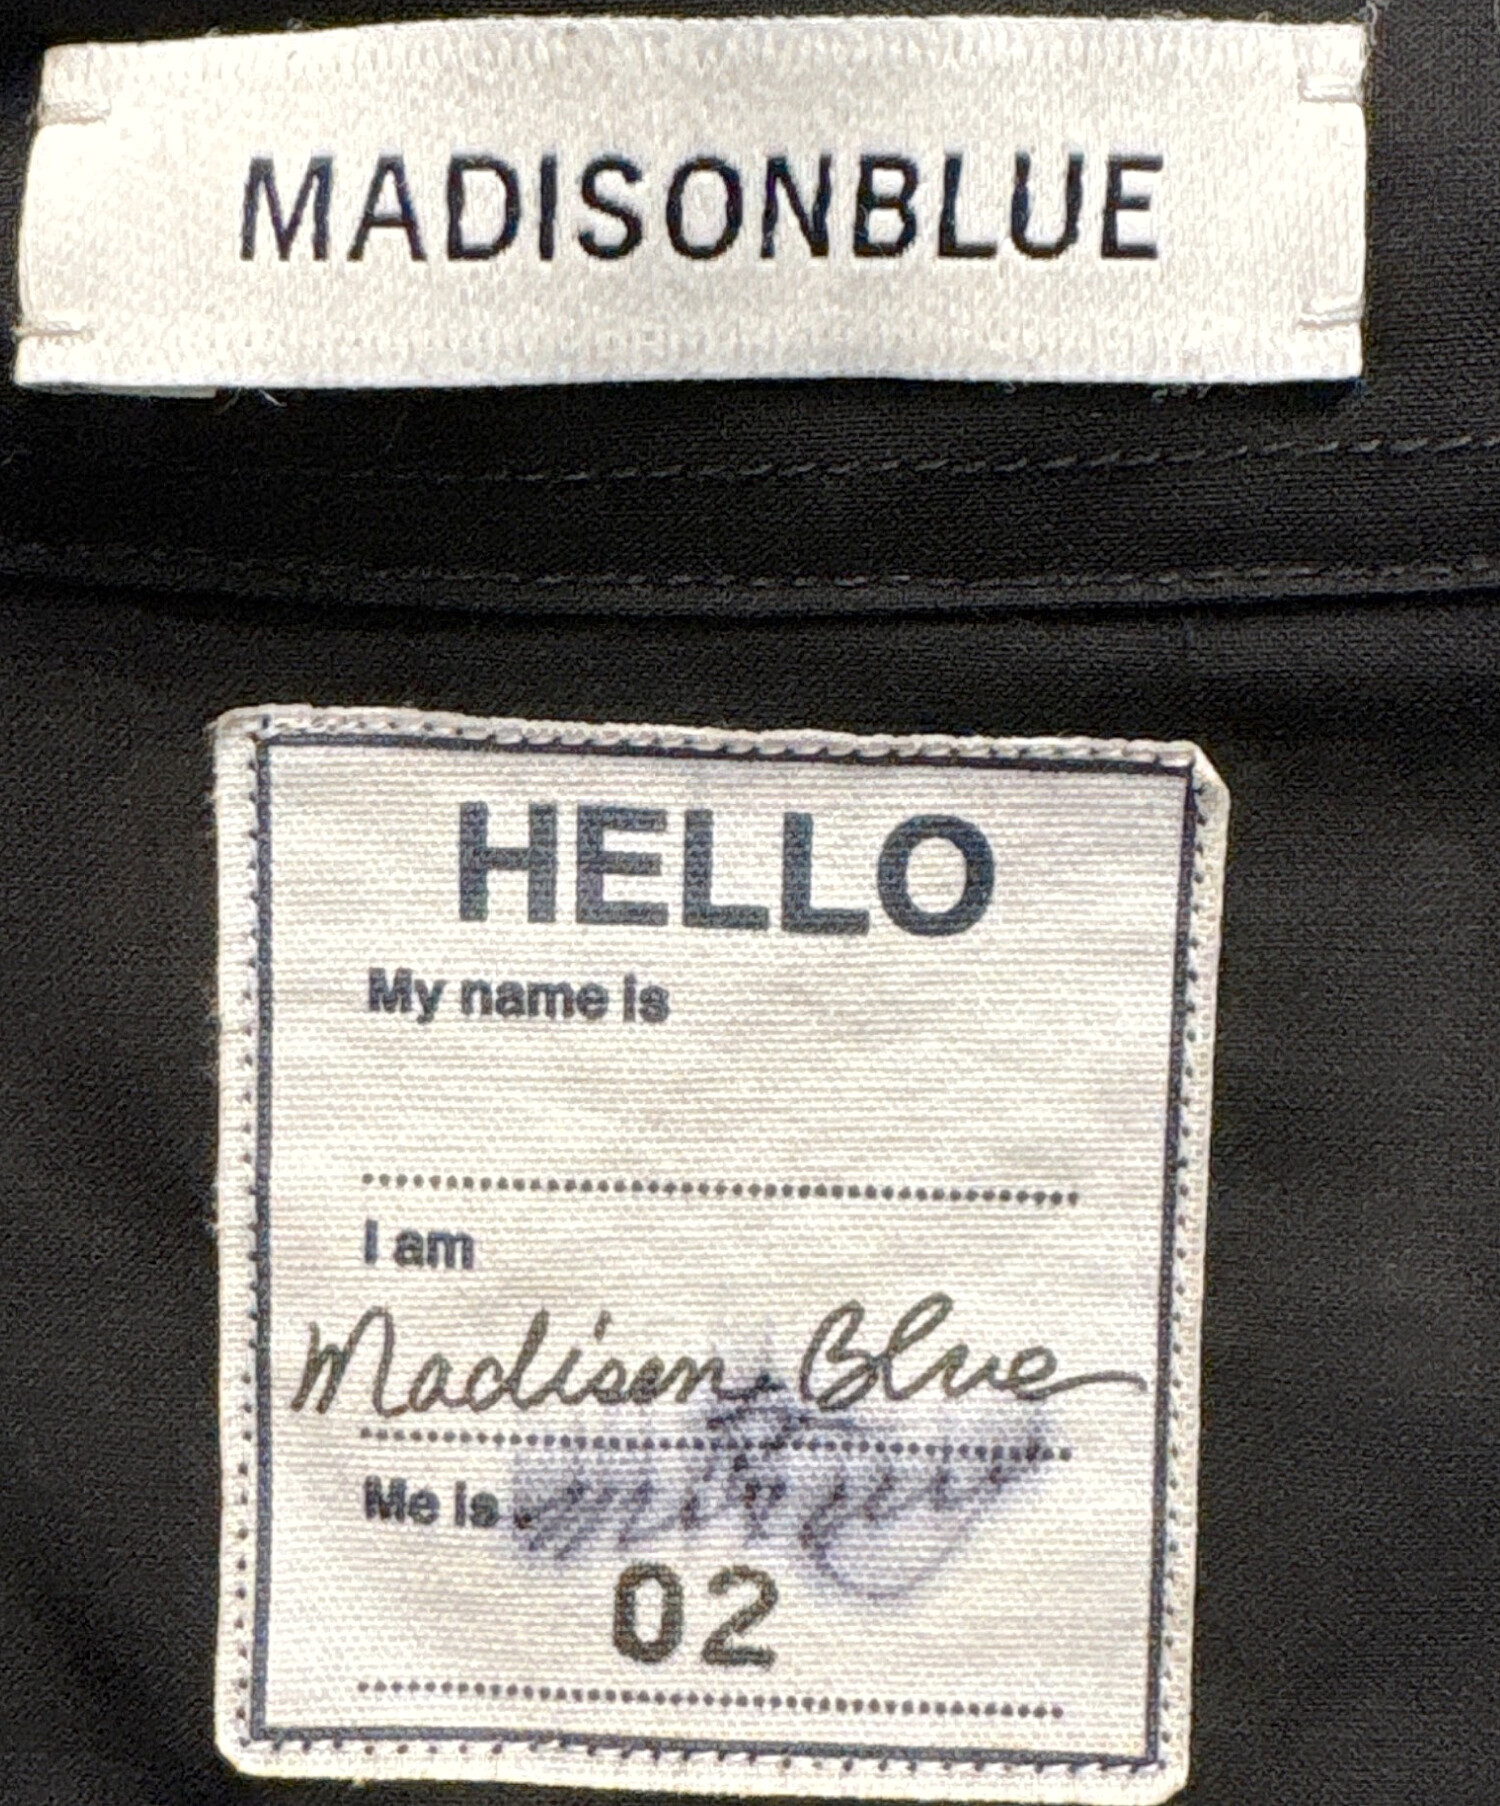 MADISONBLUE
HELLO
My name is
I am
Madison Blue
Me is
02